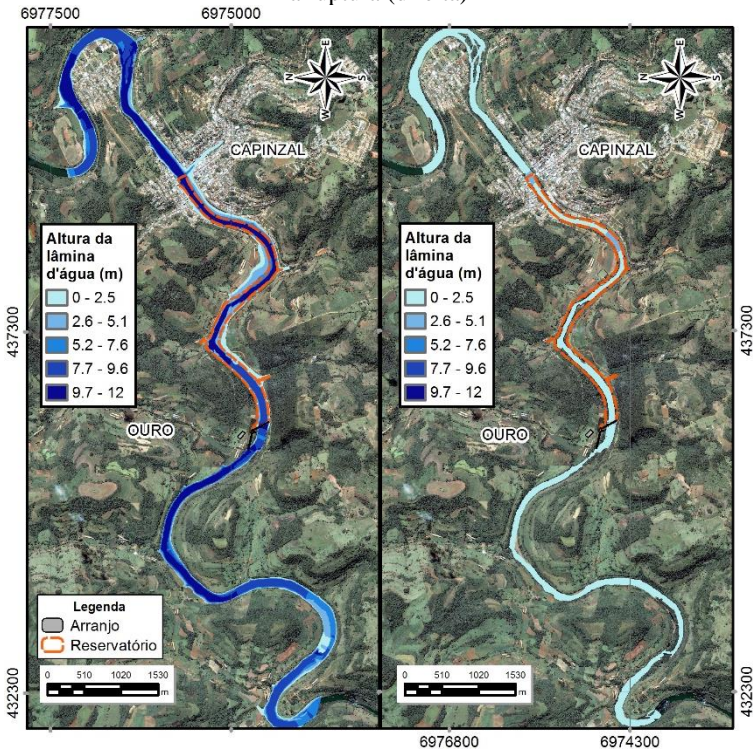 a ruptura (direita)
6977500
6975000
N
E
S
W
CAPINZAL
Altura da
lâmina
d'água (m)
0 - 2.5
2.6 - 5.1
5.2 - 7.6
7.7 - 9.6
9.7 - 12
437300
OURO
Legenda
Arranjo
Reservatório
0 510 1020 1530
m
432300
N
E
S
W
CAPINZAL
Altura da
lâmina
d'água (m)
0 - 2.5
2.6 - 5.1
5.2 - 7.6
7.7 - 9.6
9.7 - 12
437300
OURO
0 510 1020 1530
m
432300
6976800
6974300